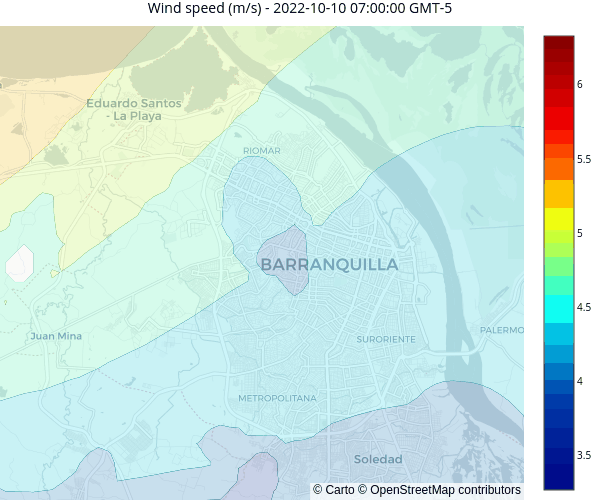 Wind speed (m/s) - 2022-10-10 07:00:00 GMT-5
6
Eduardo Santos
- La Playa
RIOMAR
5.5
5
BARRANQUILLA
4.5
Juan Mina
SURORIENTE
PALERMO
4
METROPOLITANA
Soledad
3.5
© Carto © OpenStreetMap contributors